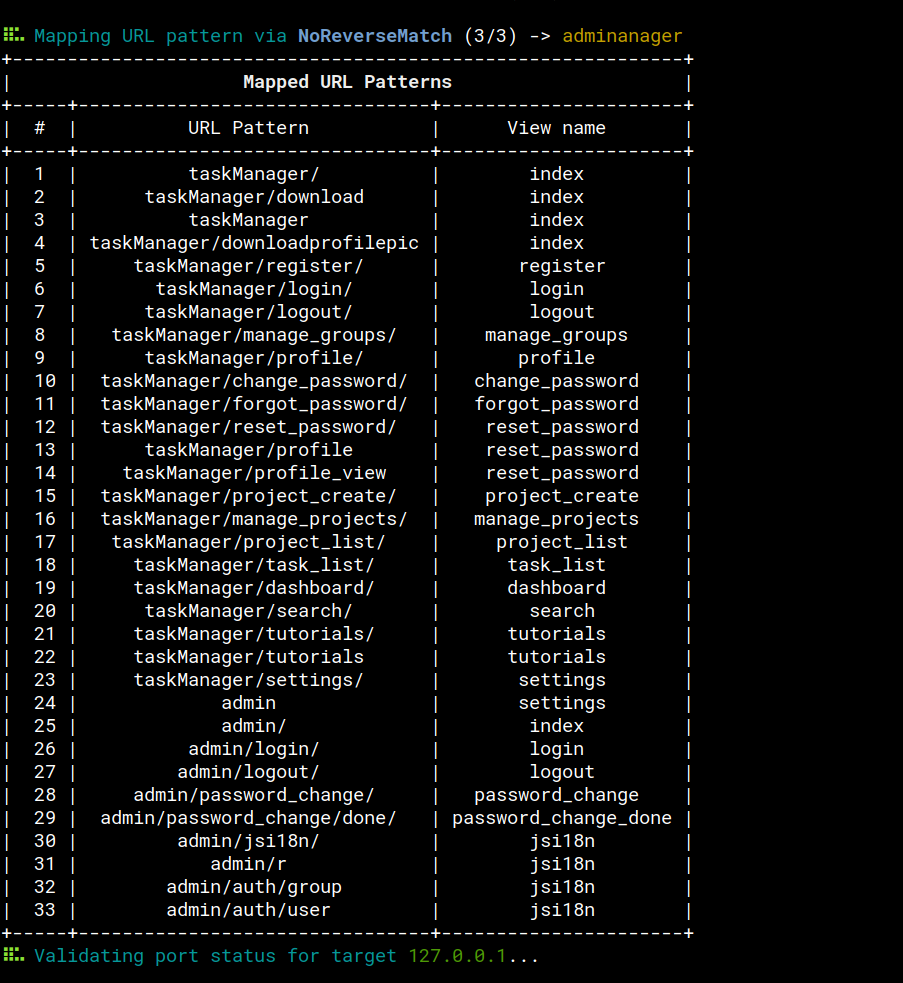 Mapping URL pattern via NoReverseMatch (3/3) -> adminanager
+-------------------------------------------------------------+
| Mapped URL Patterns |
+-----+--------------------------------+----------------------+
| # | URL Pattern | View name |
+-----+--------------------------------+----------------------+
| 1 | taskManager/ | index |
| 2 | taskManager/download | index |
| 3 | taskManager | index |
| 4 | taskManager/downloadprofilepic | index |
| 5 | taskManager/register/ | register |
| 6 | taskManager/login/ | login |
| 7 | taskManager/logout/ | logout |
| 8 | taskManager/manage_groups/ | manage_groups |
| 9 | taskManager/profile/ | profile |
| 10 | taskManager/change_password/ | change_password |
| 11 | taskManager/forgot_password/ | forgot_password |
| 12 | taskManager/reset_password/ | reset_password |
| 13 | taskManager/profile | reset_password |
| 14 | taskManager/profile_view | reset_password |
| 15 | taskManager/project_create/ | project_create |
| 16 | taskManager/manage_projects/ | manage_projects |
| 17 | taskManager/project_list/ | project_list |
| 18 | taskManager/task_list/ | task_list |
| 19 | taskManager/dashboard/ | dashboard |
| 20 | taskManager/search/ | search |
| 21 | taskManager/tutorials/ | tutorials |
| 22 | taskManager/tutorials | tutorials |
| 23 | taskManager/settings/ | settings |
| 24 | admin | settings |
| 25 | admin/ | index |
| 26 | admin/login/ | login |
| 27 | admin/logout/ | logout |
| 28 | admin/password_change/ | password_change |
| 29 | admin/password_change/done/ | password_change_done |
| 30 | admin/jsi18n/ | jsi18n |
| 31 | admin/r | jsi18n |
| 32 | admin/auth/group | jsi18n |
| 33 | admin/auth/user | jsi18n |
+-----+--------------------------------+----------------------+
Validating port status for target 127.0.0.1...